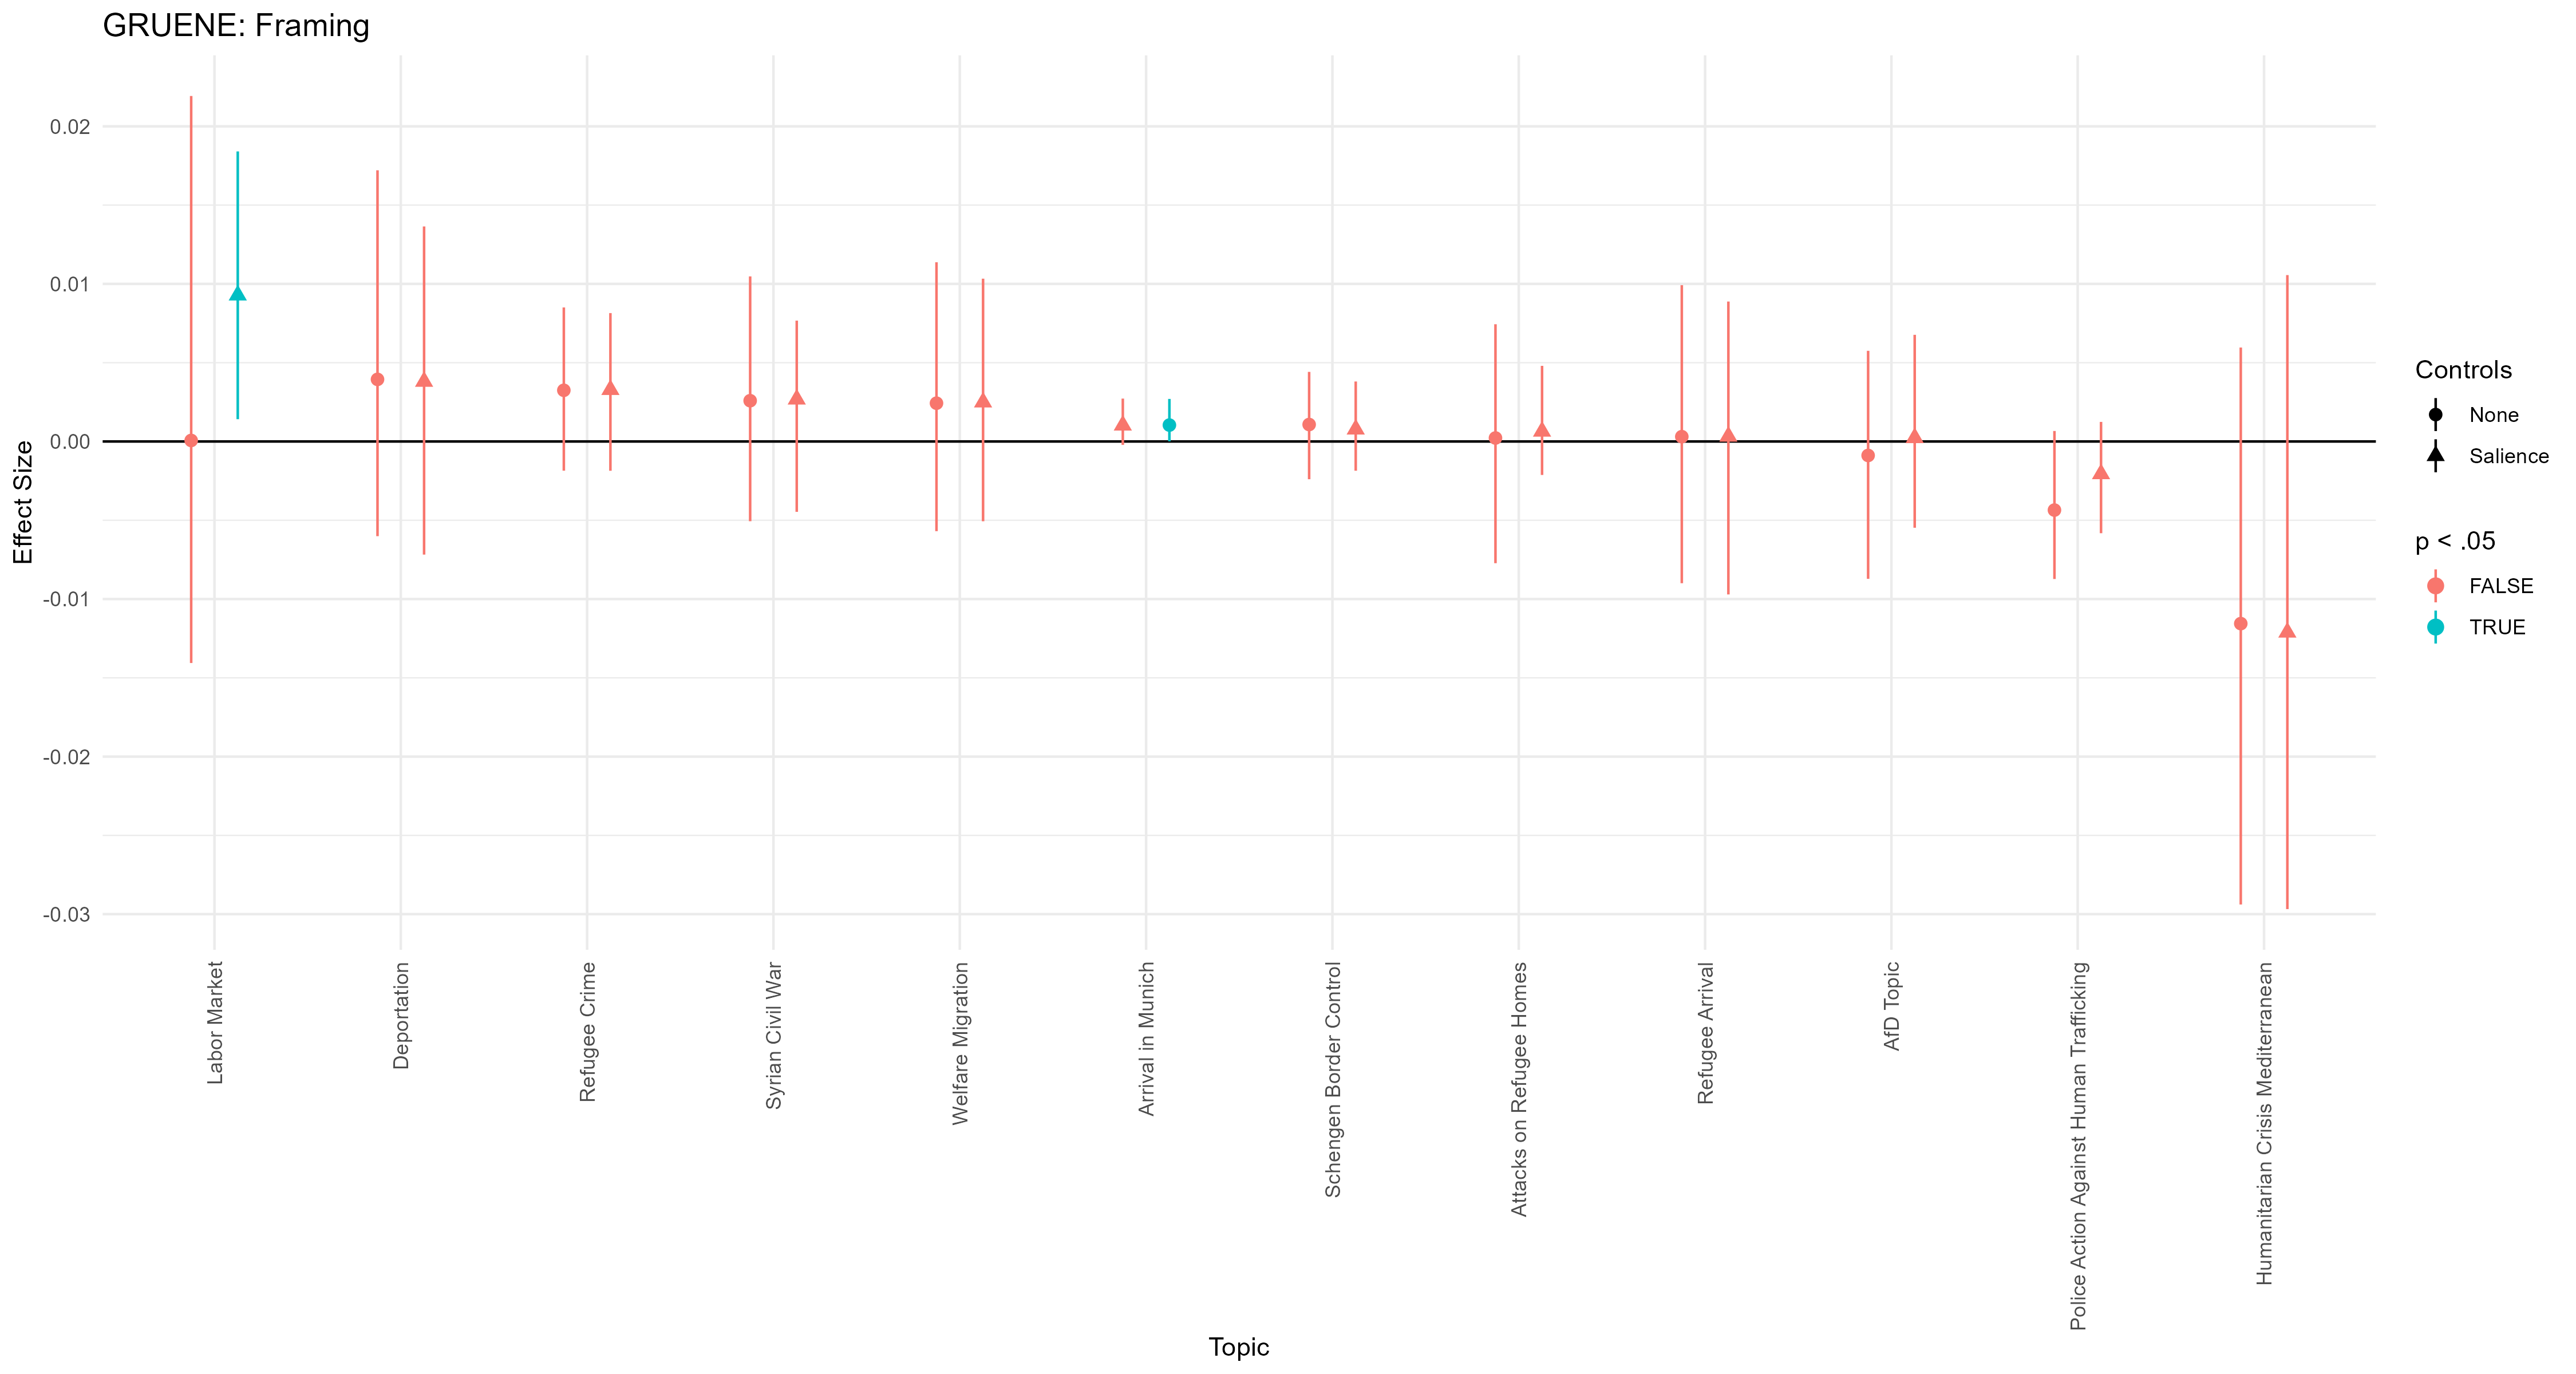 GRUENE: Framing
Effect Size
0.02
0.01
0.00
-0.01
-0.02
-0.03
Labor Market
Deportation
Refugee Crime
Syrian Civil War
Welfare Migration
Arrival in Munich
Schengen Border Control
Attacks on Refugee Homes
Refugee Arrival
AfD Topic
Police Action Against Human Trafficking
Humanitarian Crisis Mediterranean
Topic
Controls
None
Salience
p < .05
FALSE
TRUE